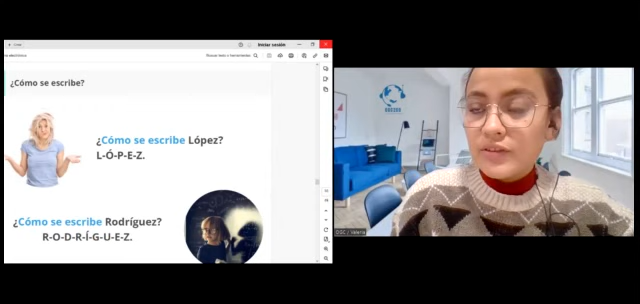 Iniciar sesión
¿Cómo se escribe?
¿Cómo se escribe López?
L-Ó-P-E-Z.
¿Cómo se escribe Rodríguez?
R-O-D-R-Í-G-U-E-Z.